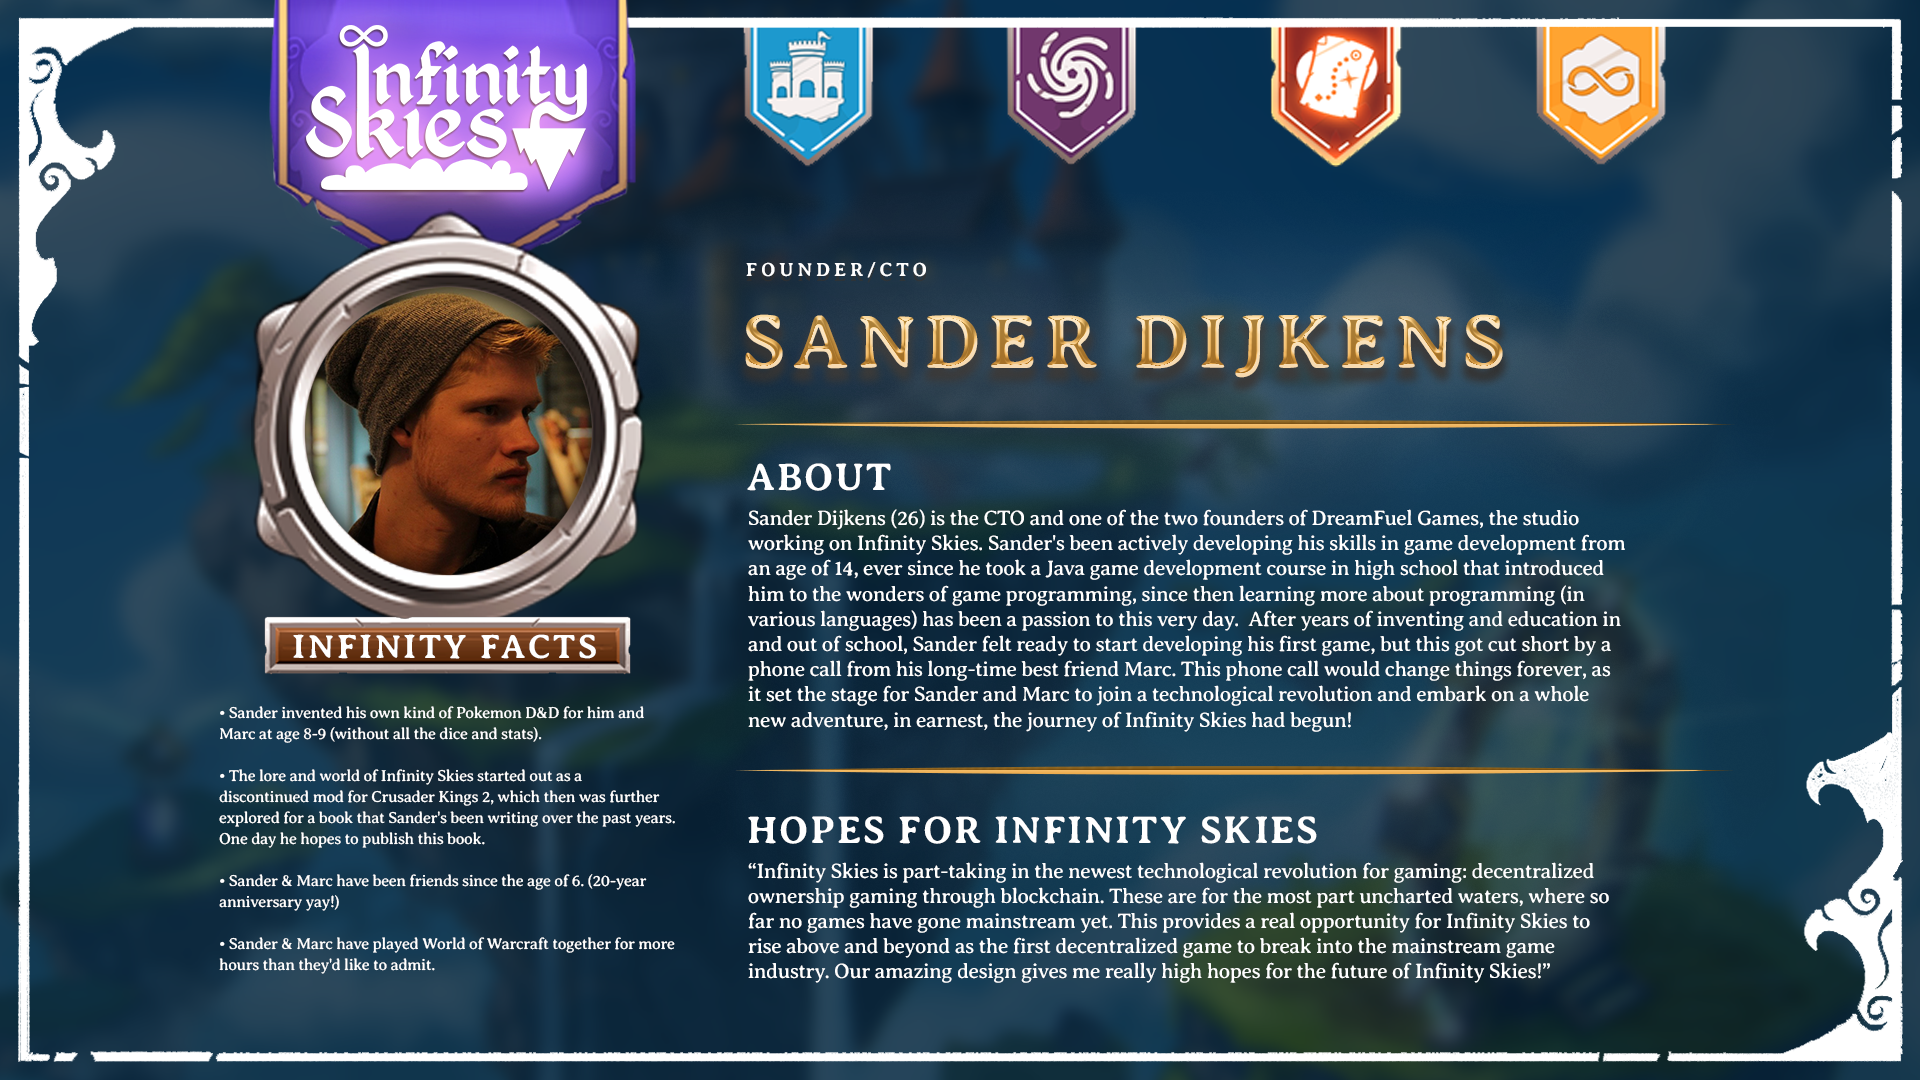 Infinity
Skies
FOUNDER/CTO
SANDER DIJKENS
ABOUT
Sander Dijkens (26) is the CTO and one of the two founders of DreamFuel Games, the studio
working on Infinity Skies. Sander's been actively developing his skills in game development from
an age of 14, ever since he took a Java game development course in high school that introduced
him to the wonders of game programming, since then learning more about programming (in
various languages) has been a passion to this very day.  After years of inventing and education in
and out of school, Sander felt ready to start developing his first game, but this got cut short by a
phone call from his long-time best friend Marc. This phone call would change things forever, as
it set the stage for Sander and Marc to join a technological revolution and embark on a whole
new adventure, in earnest, the journey of Infinity Skies had begun!
HOPES FOR INFINITY SKIES
“Infinity Skies is part-taking in the newest technological revolution for gaming: decentralized
ownership gaming through blockchain. These are for the most part uncharted waters, where so
far no games have gone mainstream yet. This provides a real opportunity for Infinity Skies to
rise above and beyond as the first decentralized game to break into the mainstream game
industry. Our amazing design gives me really high hopes for the future of Infinity Skies!”
INFINITY FACTS
• Sander invented his own kind of Pokemon D&D for him and
Marc at age 8-9 (without all the dice and stats).
• The lore and world of Infinity Skies started out as a
discontinued mod for Crusader Kings 2, which then was further
explored for a book that Sander's been writing over the past years.
One day he hopes to publish this book.
• Sander & Marc have been friends since the age of 6. (20-year
anniversary yay!)
• Sander & Marc have played World of Warcraft together for more
hours than they'd like to admit.